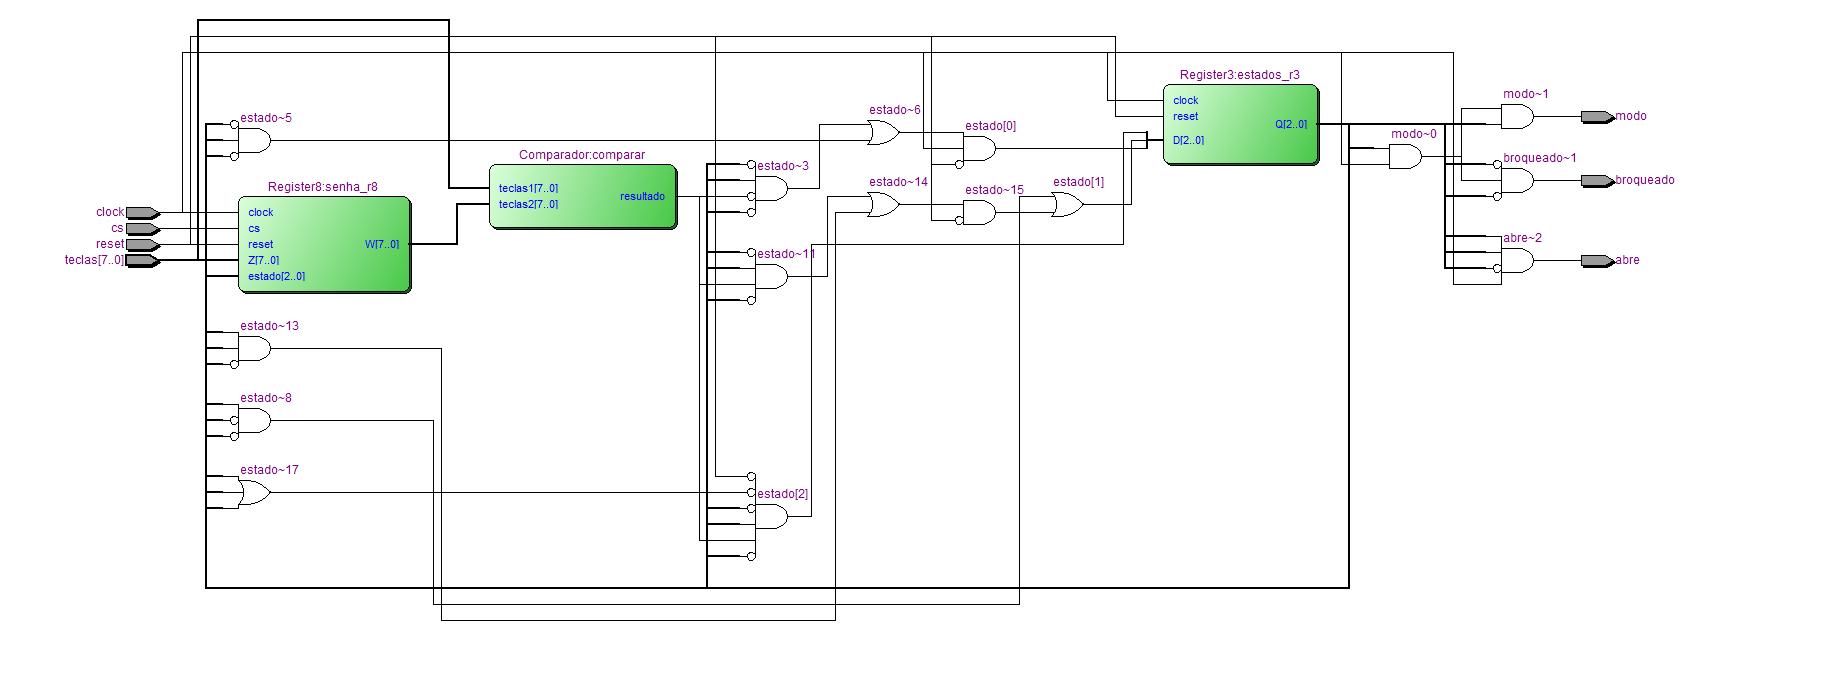 Register3:estados_r3
clock
reset
D[2..0]
Q[2..0]
modo~1
modo
modo~0
broqueado~1
broqueado
abre~2
abre
estado~5
estado~6
estado[0]
Comparador:comparar
teclas1[7..0]
teclas2[7..0]
resultado
estado~3
estado~14
estado~15
estado[1]
Register8:senha_r8
clock
cs
reset
teclas[7..0]
clock
cs
reset
Z[7..0]
estado[2..0]
W[7..0]
estado~11
estado~13
estado~8
estado~17
estado[2]